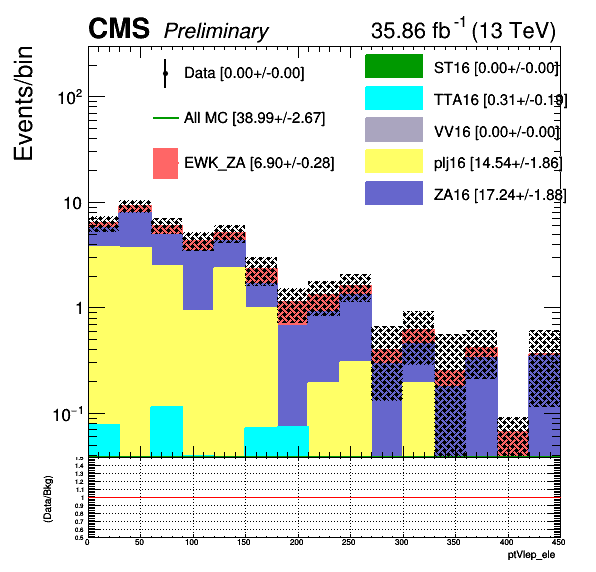 CMS Preliminary 35.86 fb⁻¹ (13 TeV)
Events/bin
Data [0.00+/-0.00]
All MC [38.99+/-2.67]
EWK_ZA [6.90+/-0.28]
ST16 [0.00+/-0.00]
TTA16 [0.31+/-0.19]
VV16 [0.00+/-0.00]
plj16 [14.54+/-1.86]
ZA16 [17.24+/-1.88]
10²
10
1
10⁻¹
(Data/Bkg)
1.5
1.4
1.3
1.2
1.1
1
0.9
0.8
0.7
0.6
0.5
0 50 100 150 200 250 300 350 400 450
ptVlep_ele